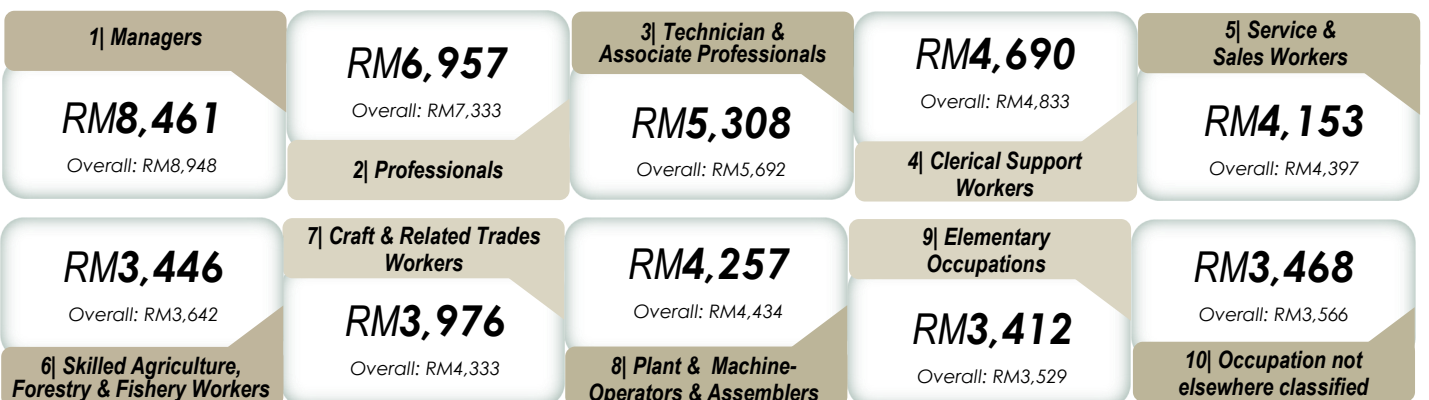 1| Managers
RM8,461
Overall: RM8,948
RM6,957
Overall: RM7,333
2| Professionals
3| Technician &
Associate Professionals
RM5,308
Overall: RM5,692
RM4,690
Overall: RM4,833
4| Clerical Support
Workers
5| Service &
Sales Workers
RM4,153
Overall: RM4,397
RM3,446
Overall: RM3,642
6| Skilled Agriculture,
Forestry & Fishery Workers
7| Craft & Related Trades
Workers
RM3,976
Overall: RM4,333
RM4,257
Overall: RM4,434
8| Plant & Machine-
Operators & Assemblers
9| Elementary
Occupations
RM3,412
Overall: RM3,529
RM3,468
Overall: RM3,566
10| Occupation not
elsewhere classified